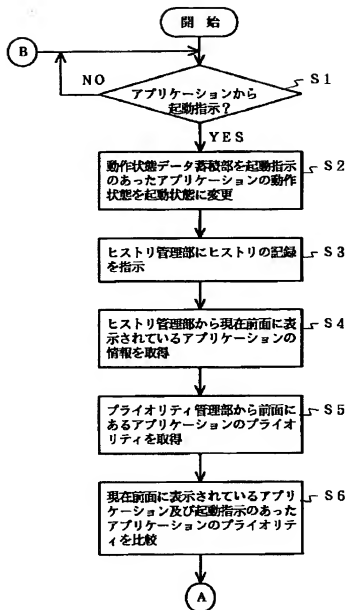 開始
B
NO
S1
アプリケーションから
起動指示?
YES
動作状態データ蓄積部を起動指示
のあったアプリケーションの動作
状態を起動状態に変更
S2
ヒストリ管理部にヒストリの記録
を指示
S3
ヒストリ管理部から現在前面に表
示されているアプリケーションの
情報を取得
S4
プライオリティ管理部から前面に
あるアプリケーションのプライオ
リティを取得
S5
現在前面に表示されているアプリ
ケーション及び起動指示のあった
アプリケーションのプライオリテ
ィを比較
S6
A